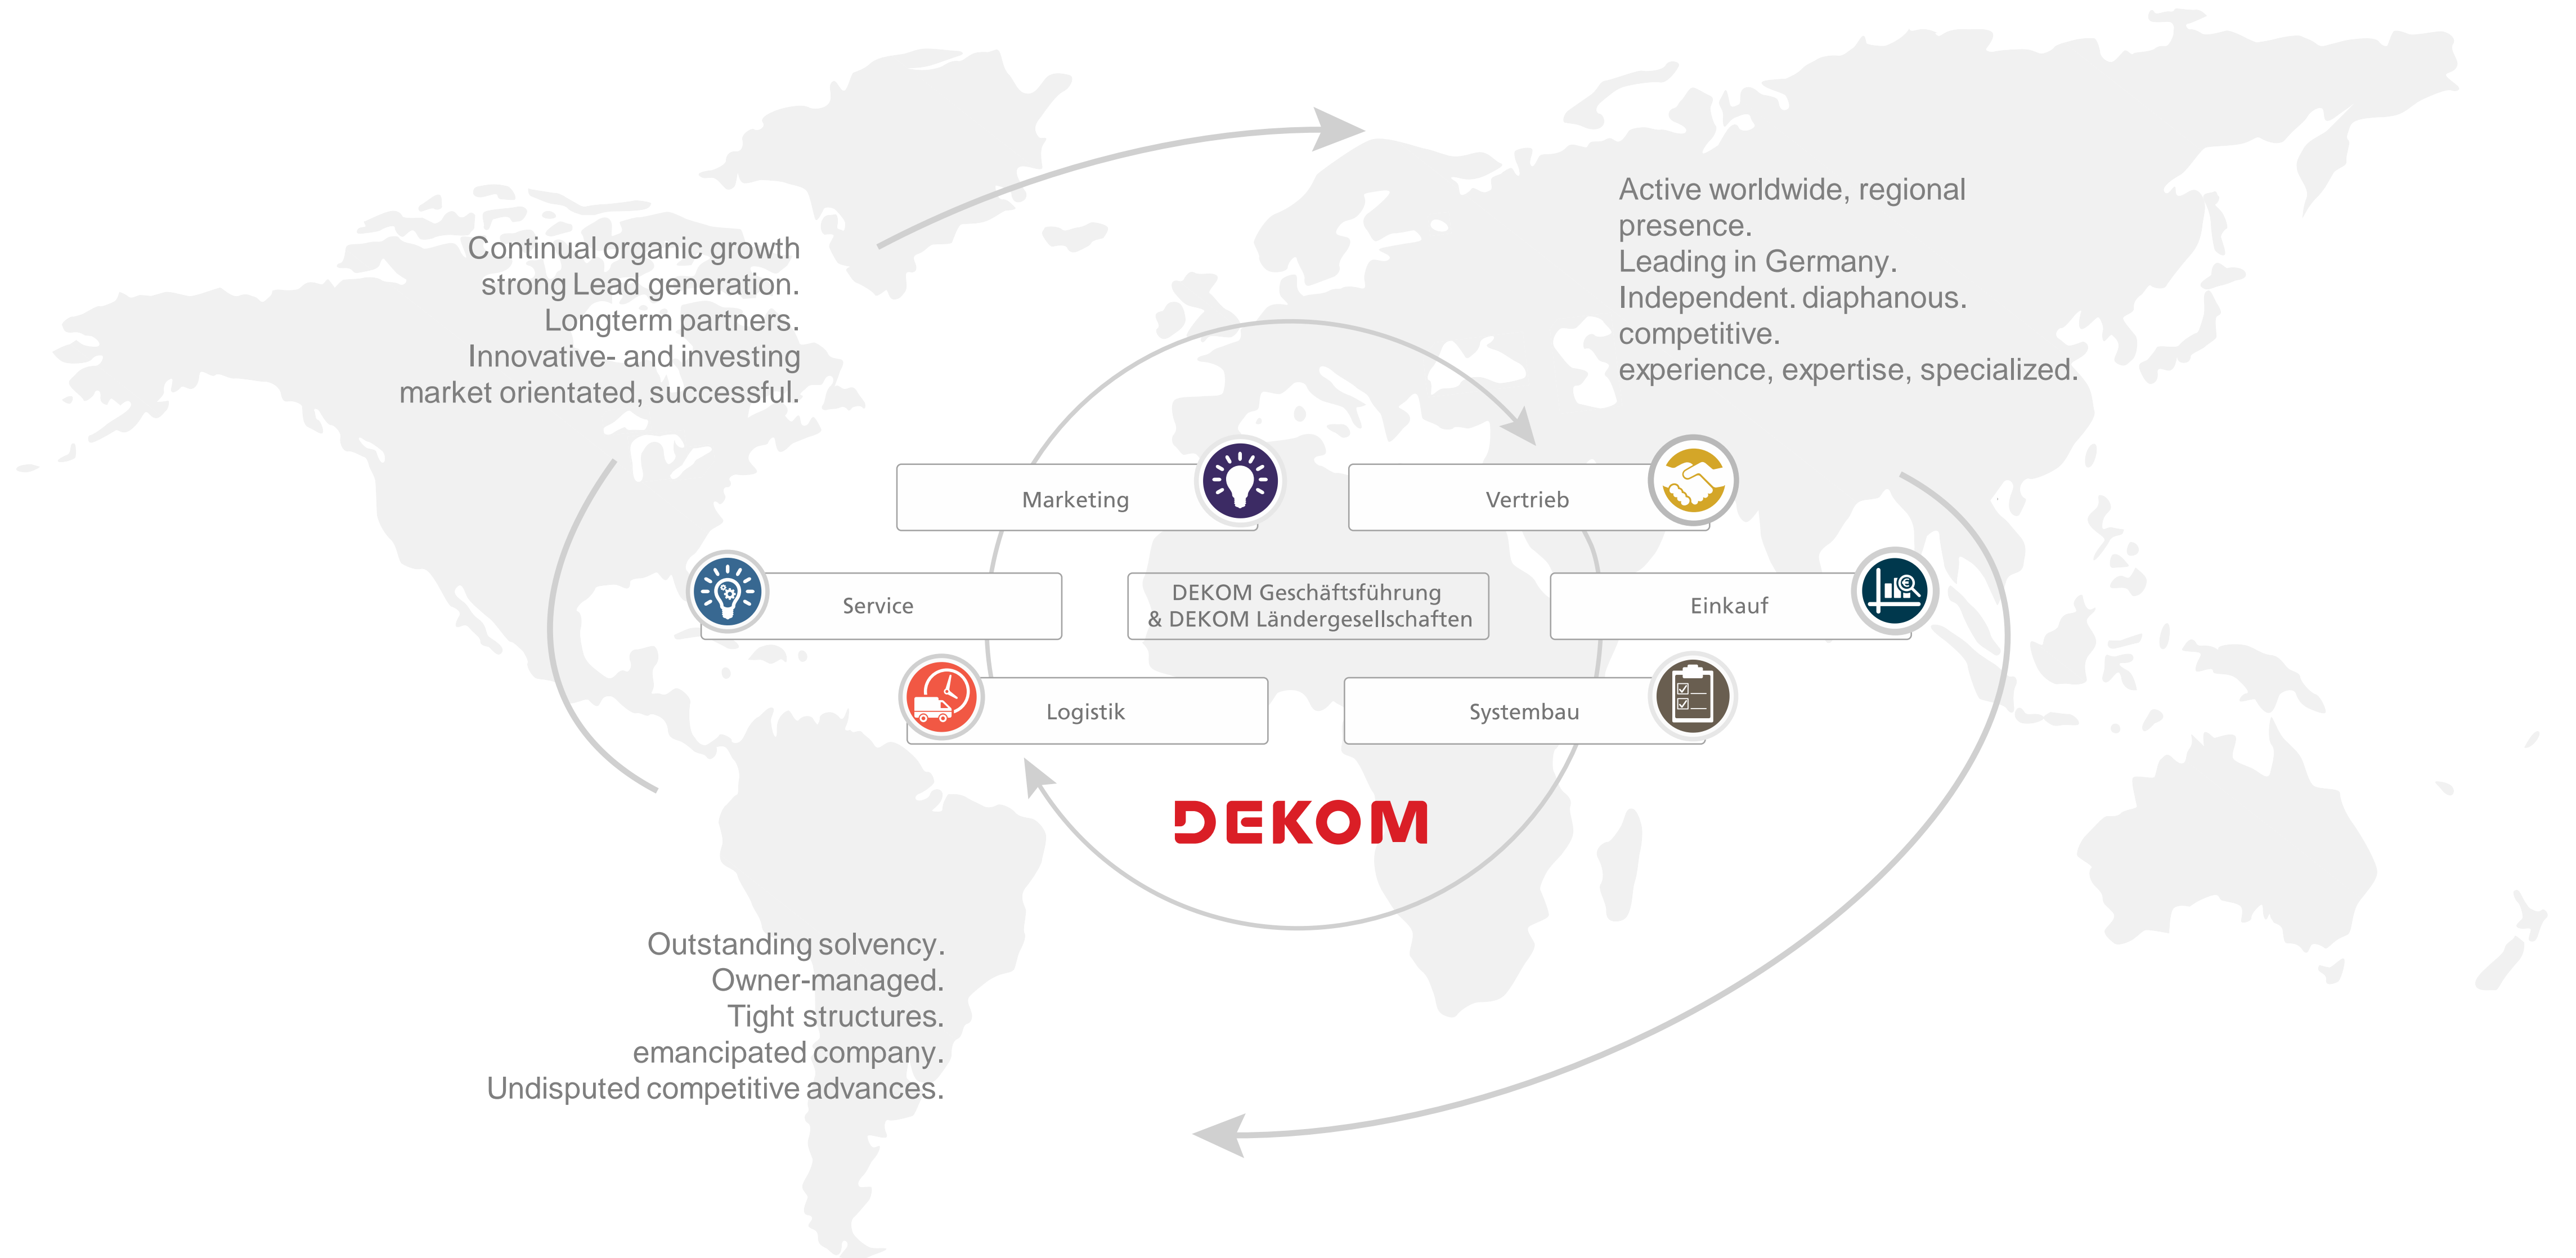 Continual organic growth
strong Lead generation.
Longterm partners.
Innovative- and investing
market orientated, successful.
Active worldwide, regional
presence.
Leading in Germany.
Independent. diaphanous.
competitive.
experience, expertise, specialized.
Marketing
Vertrieb
Service
DEKOM Geschäftsführung
& DEKOM Ländergesellschaften
Einkauf
Logistik
Systembau
DEKOM
Outstanding solvency.
Owner-managed.
Tight structures.
emancipated company.
Undisputed competitive advances.